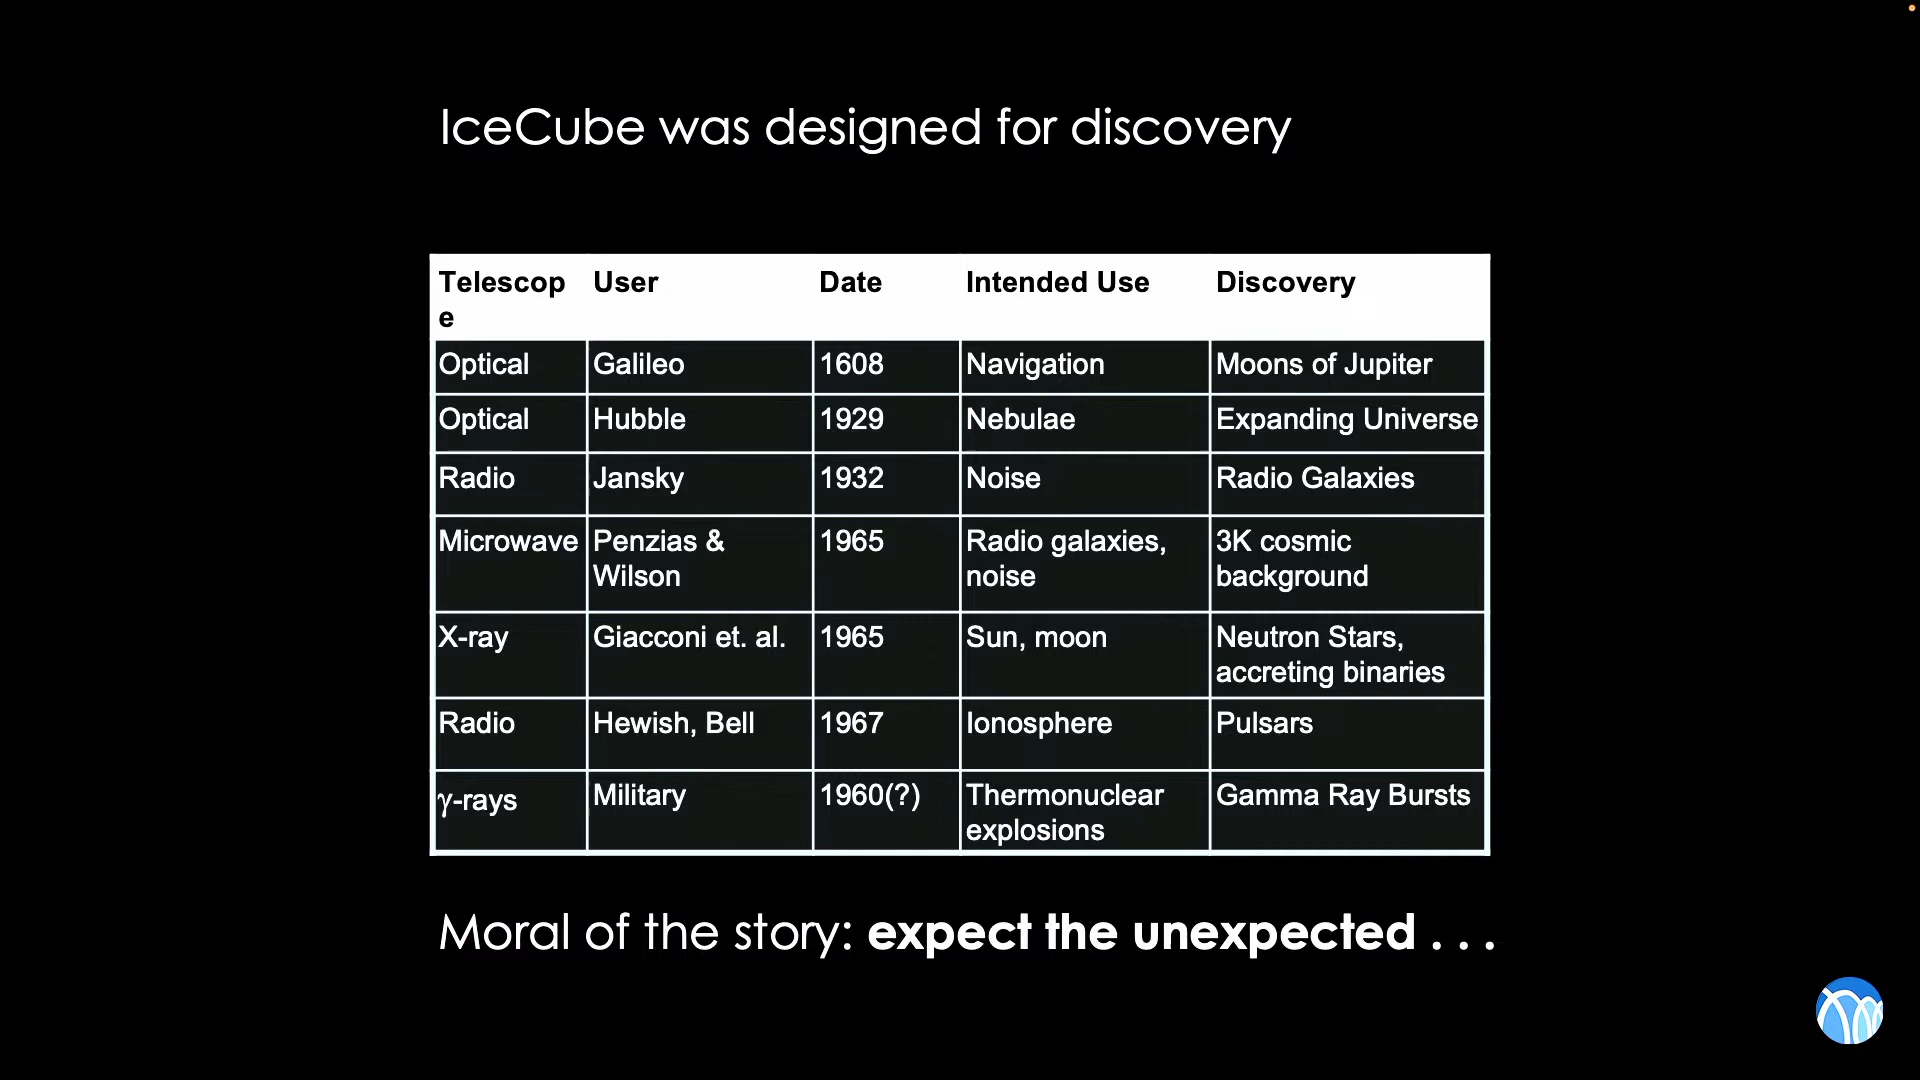 IceCube was designed for discovery
Telescop
e
User
Date
Intended Use
Discovery
Optical
Galileo
1608
Navigation
Moons of Jupiter
Optical
Hubble
1929
Nebulae
Expanding Universe
Radio
Jansky
1932
Noise
Radio Galaxies
Microwave
Penzias &
Wilson
1965
Radio galaxies,
noise
3K cosmic
background
X-ray
Giacconi et. al.
1965
Sun, moon
Neutron Stars,
accreting binaries
Radio
Hewish, Bell
1967
Ionosphere
Pulsars
γ-rays
Military
1960(?)
Thermonuclear
explosions
Gamma Ray Bursts
Moral of the story: expect the unexpected . . .